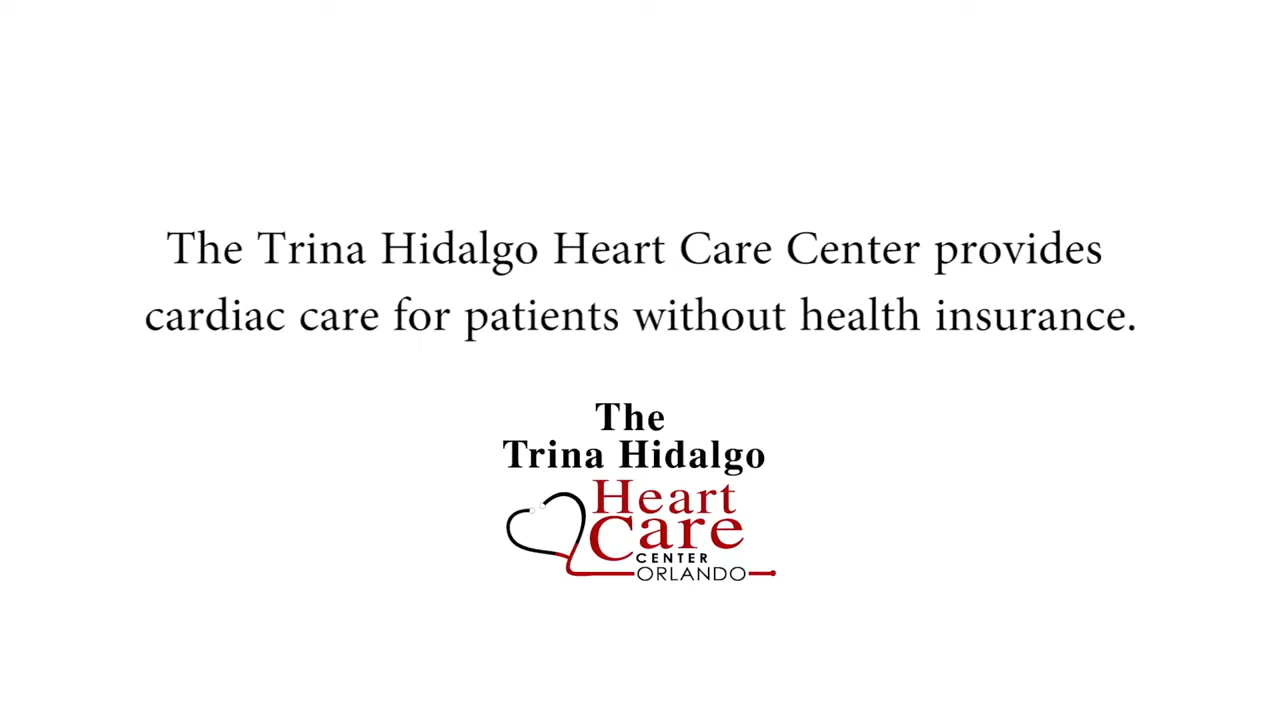 The Trina Hidalgo Heart Care Center provides
cardiac care for patients without health insurance.
The
Trina Hidalgo
Heart
Care
CENTER
ORLANDO